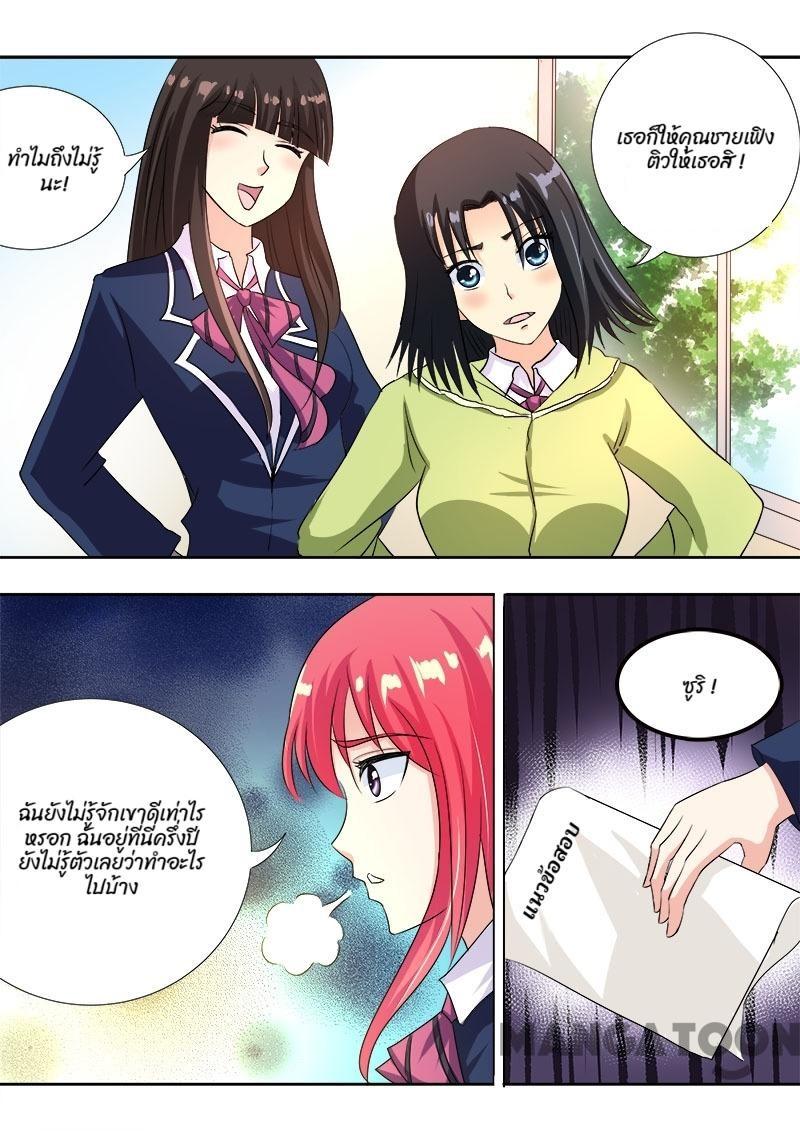 ทำไมถึงไม่รู้
นะ!
เธอก็ให้คุณชายเฟิง
ติวให้เธอสิ !
ฉันยังไม่รู้จักเขาดีเท่าไร
หรอก ฉันอยู่ที่นี่ครึ่งปี
ยังไม่รู้ตัวเลยว่าทำอะไร
ไปบ้าง
ซูริ !
แนวข้อสอบ
MANGATOON